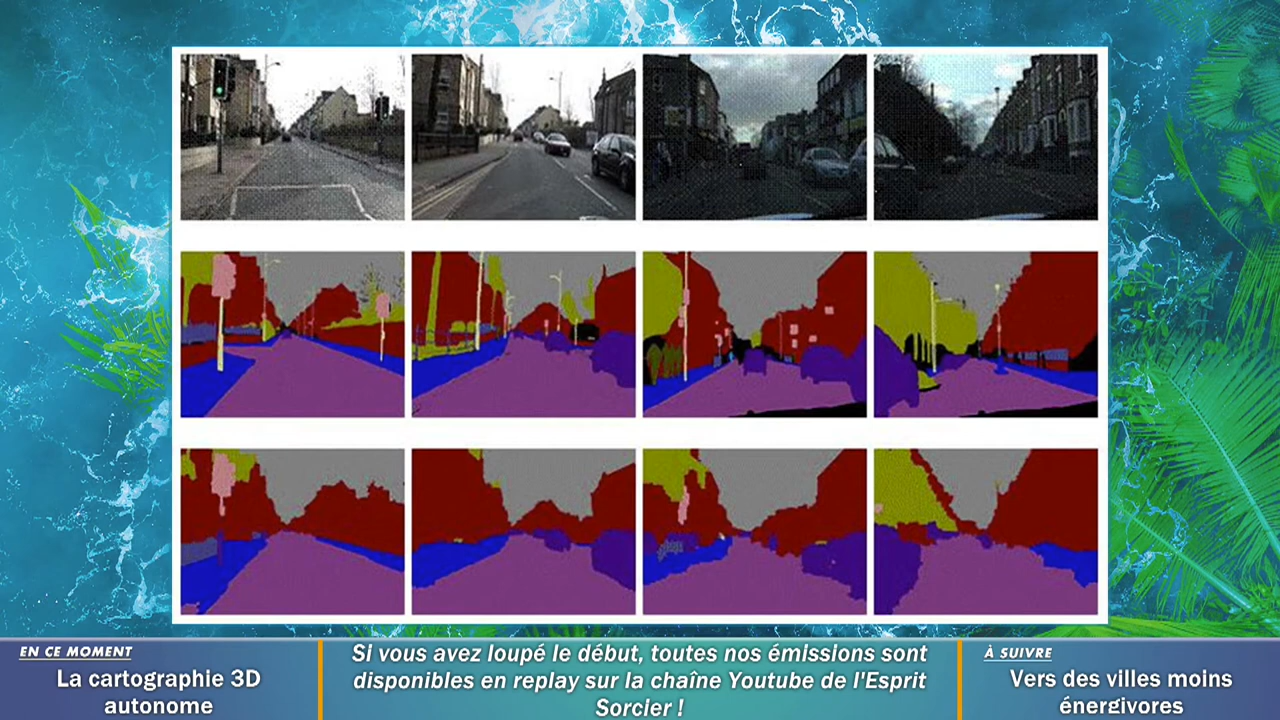 EN CE MOMENT
La cartographie 3D
autonome
Si vous avez loupé le début, toutes nos émissions sont
disponibles en replay sur la chaîne Youtube de l'Esprit
Sorcier !
À SUIVRE
Vers des villes moins
énergivores